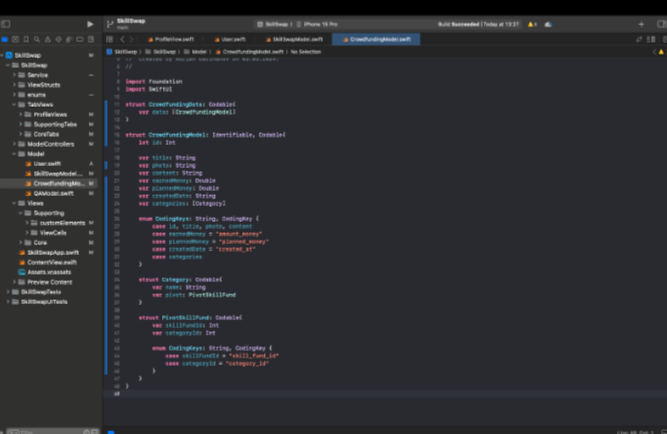 SkillSwap
main
SkillSwap
iPhone 15 Pro
Build Succeeded | Today at 13:27
ProfileView.swift
User.swift
SkillSwapModel.swift
CrowdfundingModel.swift
SkillSwap
SkillSwap
Model
CrowdfundingModel.swift
No Selection
SkillSwap
SkillSwap
Service
ViewStructs
enums
TabViews
ProfileViews
SupportingTabs
CoreTabs
ModelControllers
Model
User.swift
SkillSwapModel...
CrowdfundingMo...
QAModel.swift
Views
Supporting
customElements
ViewCells
Core
SkillSwapApp.swift
ContentView.swift
Assets.xcassets
Preview Content
SkillSwapTests
SkillSwapUITests
//
import Foundation
import SwiftUI
struct CrowdfundingData: Codable{
var data: [CrowdfundingModel]
}
struct CrowdfundingModel: Identifiable, Codable{
let id: Int
var title: String
var photo: String
var content: String
var earnedMoney: Double
var plannedMoney: Double
var createdDate: String
var categories: [Category]
enum CodingKeys: String, CodingKey {
case id, title, photo, content
case earnedMoney = "amount_money"
case plannedMoney = "planned_money"
case createdDate = "created_at"
case categories
}
struct Category: Codable{
var name: String
var pivot: PivotSkillFund
}
struct PivotSkillFund: Codable{
var skillFundId: Int
var categoryId: Int
enum CodingKeys: String, CodingKey {
case skillFundId = "skill_fund_id"
case categoryId = "category_id"
}
}
}